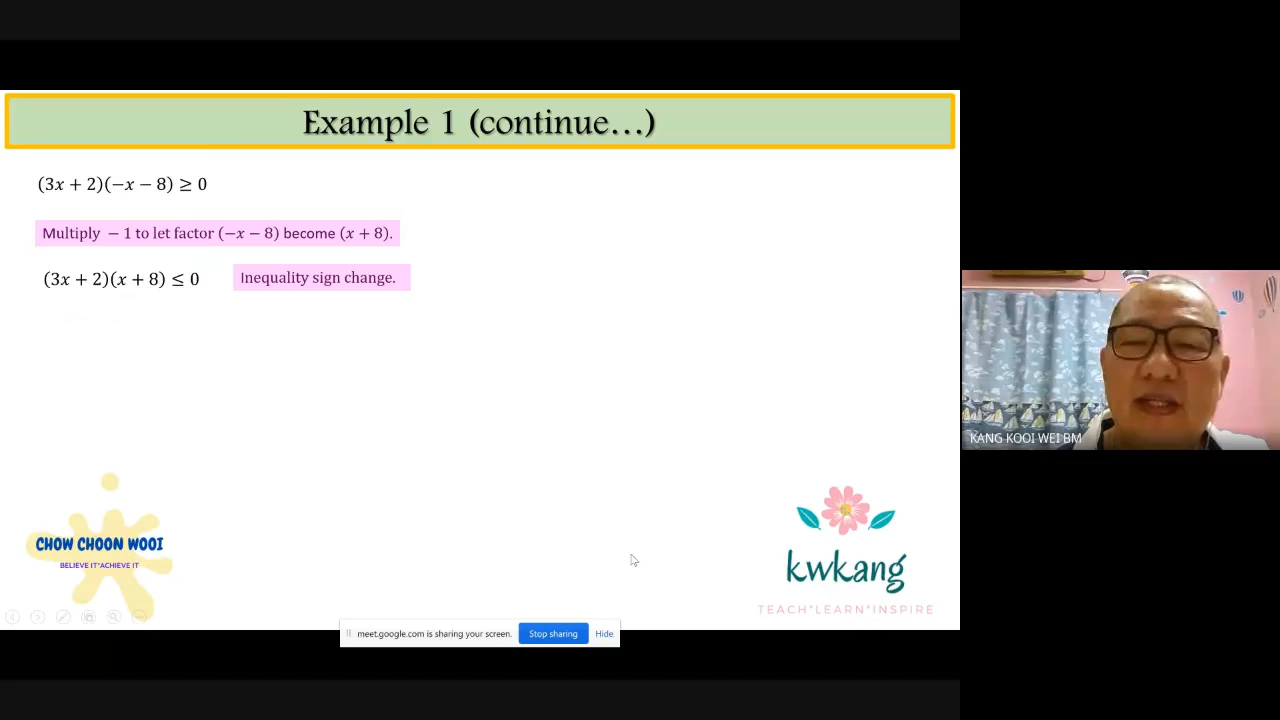 Example 1 (continue...)
(3x + 2)(−x − 8) ≥ 0
Multiply − 1 to let factor (−x − 8) become (x + 8).
(3x + 2)(x + 8) ≤ 0
Inequality sign change.
KANG KOOI WEI BM
CHOW CHOON WOOI
BELIEVE IT*ACHIEVE IT
kwkang
TEACH*LEARN*INSPIRE
meet.google.com is sharing your screen.
Stop sharing
Hide